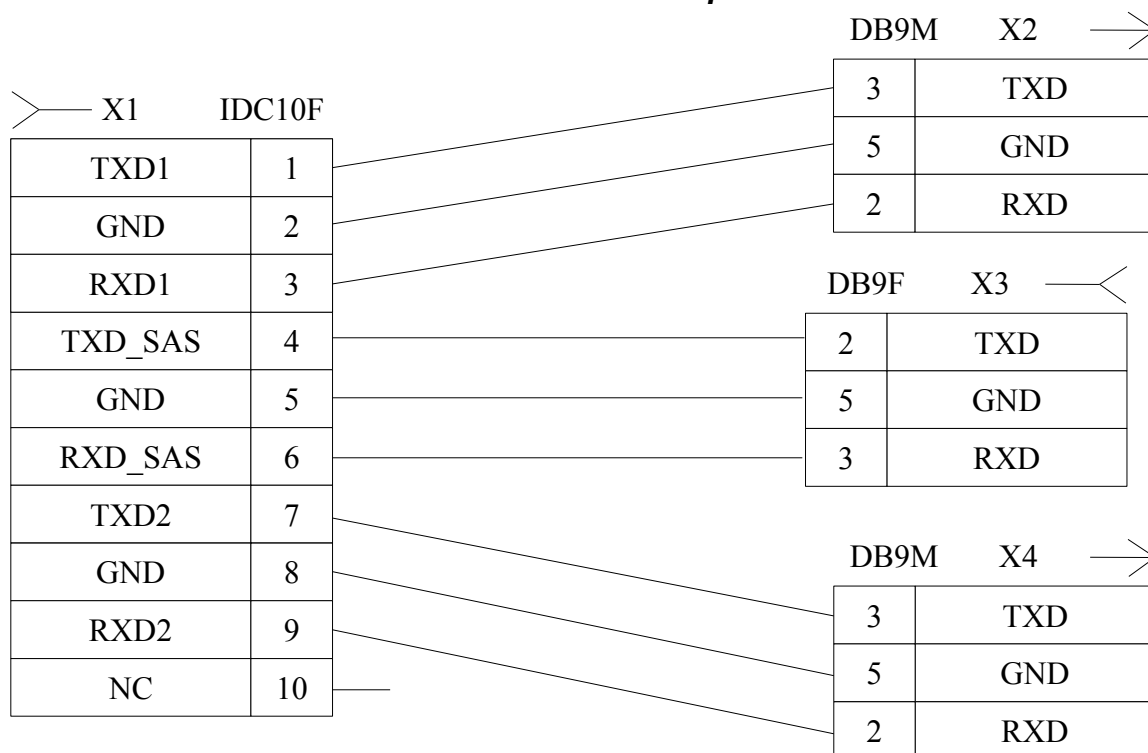 X1 IDC10F
TXD1 1
GND 2
RXD1 3
TXD_SAS 4
GND 5
RXD_SAS 6
TXD2 7
GND 8
RXD2 9
NC 10
DB9M X2
3 TXD
5 GND
2 RXD
DB9F X3
2 TXD
5 GND
3 RXD
DB9M X4
3 TXD
5 GND
2 RXD